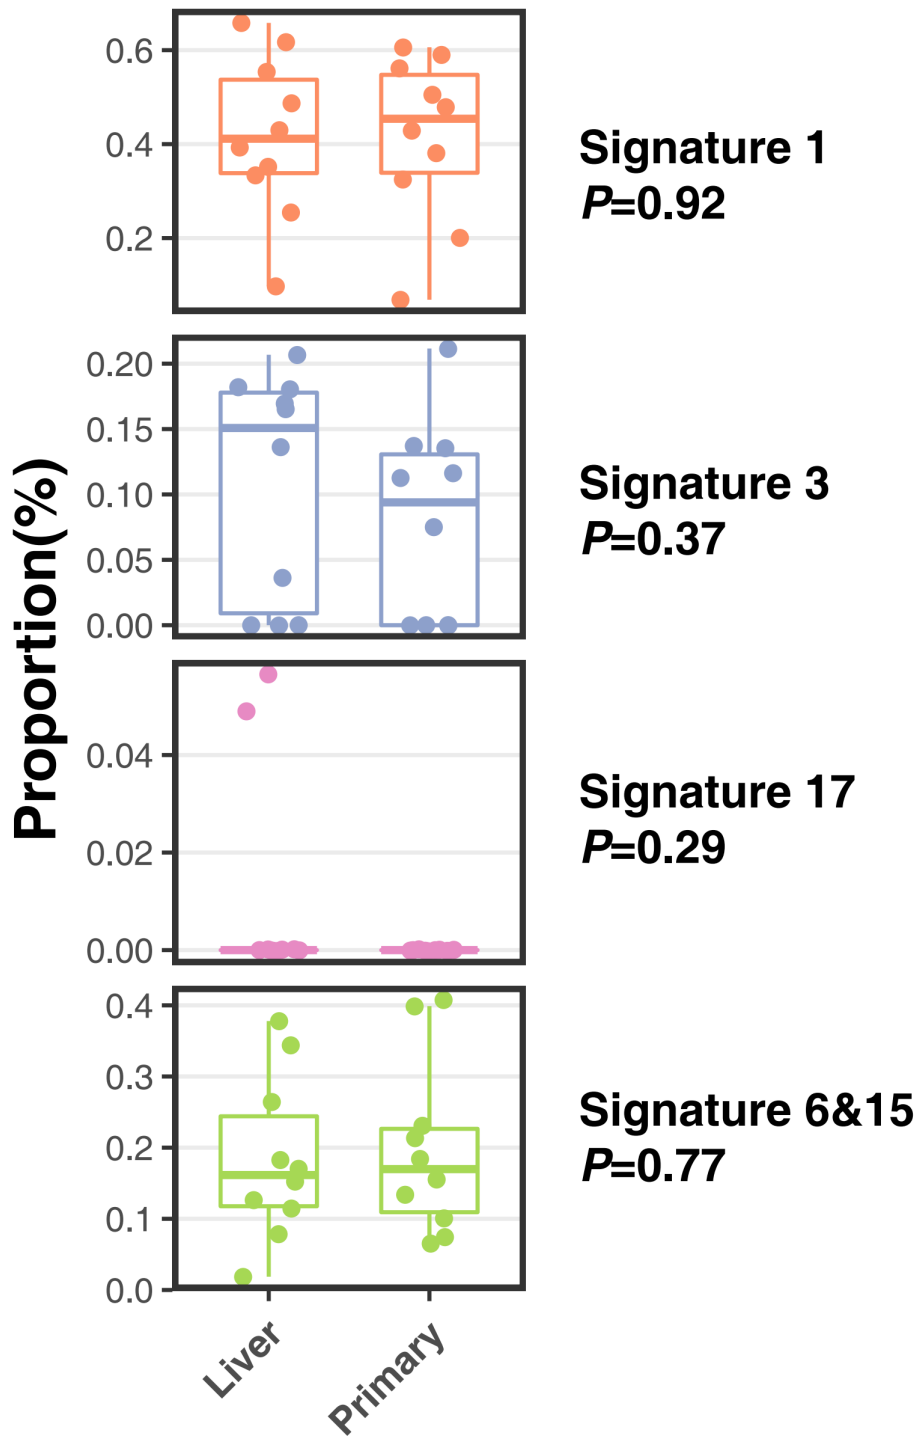 Proportion(%)
0.6
0.4
0.2
Signature 1
P=0.92
0.20
0.15
0.10
0.05
0.00
Signature 3
P=0.37
0.04
0.02
0.00
Signature 17
P=0.29
0.4
0.3
0.2
0.1
0.0
Signature 6&15
P=0.77
Liver
Primary